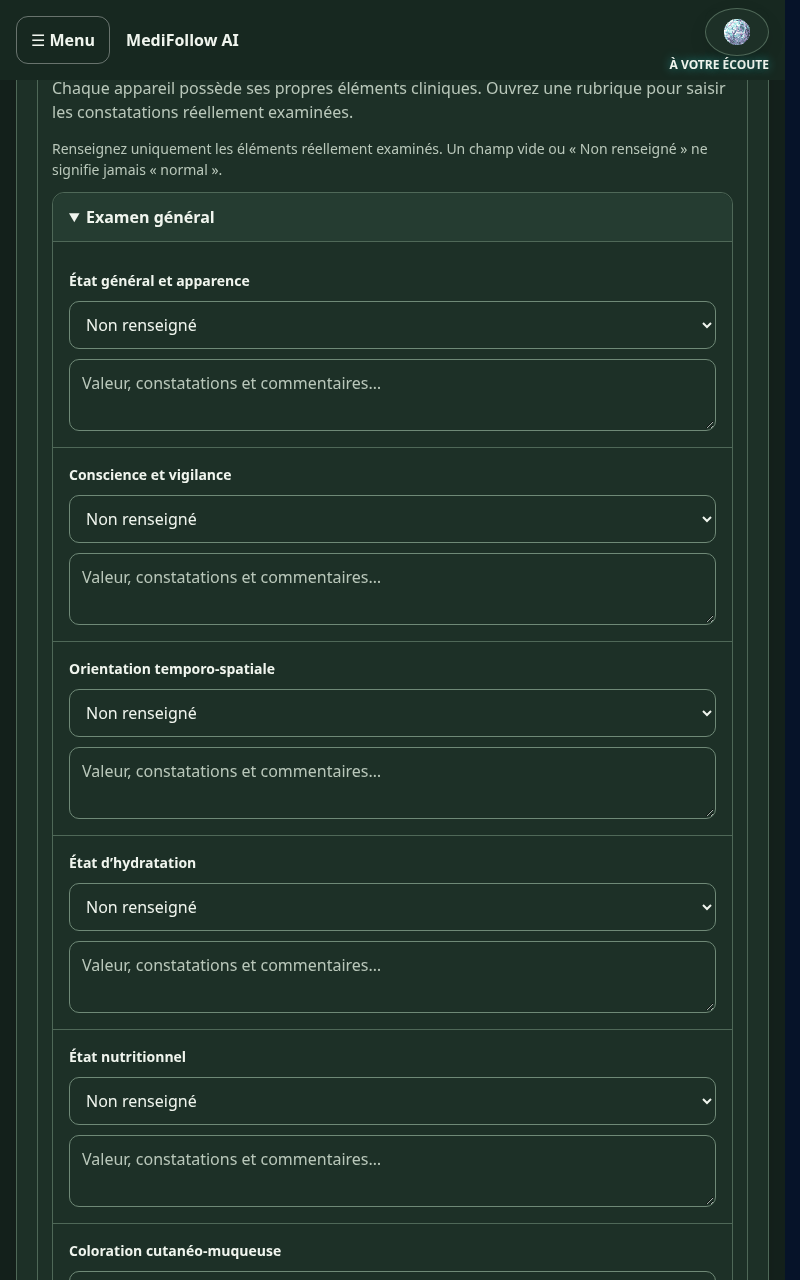 ☰ Menu
MediFollow AI
À VOTRE ÉCOUTE
Chaque appareil possède ses propres éléments cliniques. Ouvrez une rubrique pour saisir
les constatations réellement examinées.
Renseignez uniquement les éléments réellement examinés. Un champ vide ou « Non renseigné » ne
signifie jamais « normal ».
▼ Examen général
État général et apparence
Non renseigné
Valeur, constatations et commentaires...
Conscience et vigilance
Non renseigné
Valeur, constatations et commentaires...
Orientation temporo-spatiale
Non renseigné
Valeur, constatations et commentaires...
État d’hydratation
Non renseigné
Valeur, constatations et commentaires...
État nutritionnel
Non renseigné
Valeur, constatations et commentaires...
Coloration cutanéo-muqueuse